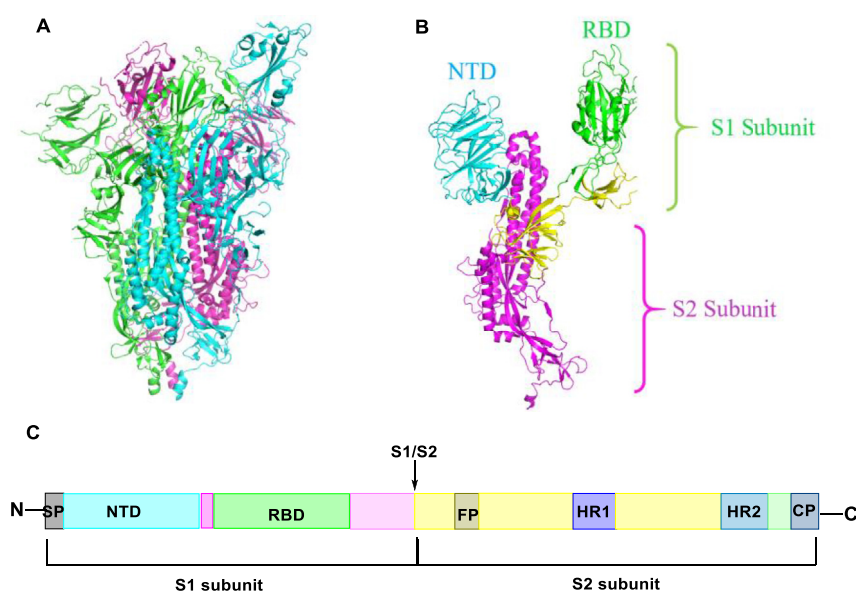 A
B
RBD
NTD
S1 Subunit
S2 Subunit
C
S1/S2
N
SP
NTD
RBD
FP
HR1
HR2
CP
C
S1 subunit
S2 subunit